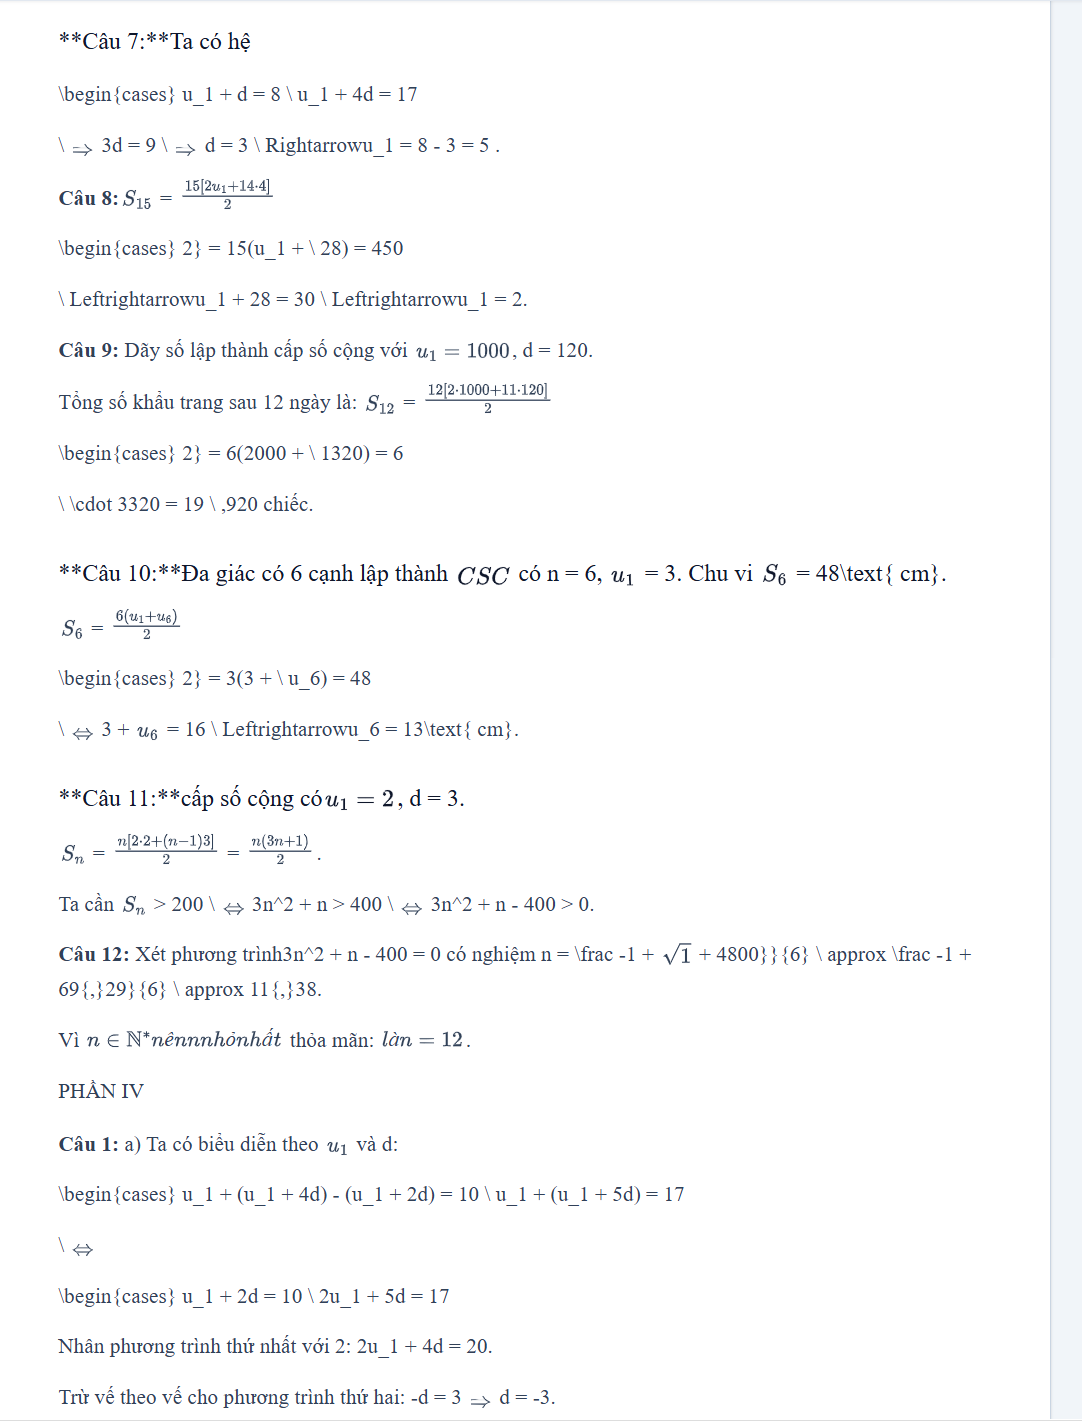 **Câu 7:**Ta có hệ
\begin{cases} u_1 + d = 8 \ u_1 + 4d = 17
\ ⇒ 3d = 9 \ ⇒ d = 3 \ Rightarrowu_1 = 8 - 3 = 5 .
Câu 8: S₁₅ = 15[2u₁+14·4]/2
\begin{cases} 2} = 15(u_1 + \ 28) = 450
\ Leftrightarrowu_1 + 28 = 30 \ Leftrightarrowu_1 = 2.
Câu 9: Dãy số lập thành cấp số cộng với u₁ = 1000, d = 120.
Tổng số khẩu trang sau 12 ngày là: S₁₂ = 12[2·1000+11·120]/2
\begin{cases} 2} = 6(2000 + \ 1320) = 6
\ \cdot 3320 = 19 \ ,920 chiếc.
**Câu 10:**Đa giác có 6 cạnh lập thành CSC có n = 6, u₁ = 3. Chu vi S₆ = 48\text{ cm}.
S₆ = 6(u₁+u₆)/2
\begin{cases} 2} = 3(3 + \ u_6) = 48
\ ⇔ 3 + u₆ = 16 \ Leftrightarrowu_6 = 13\text{ cm}.
**Câu 11:**cấp số cộng cóu₁ = 2, d = 3.
Sₙ = n[2·2+(n−1)3]/2 = n(3n+1)/2 .
Ta cần Sₙ > 200 \ ⇔ 3n^2 + n > 400 \ ⇔ 3n^2 + n - 400 > 0.
Câu 12: Xét phương trình3n^2 + n - 400 = 0 có nghiệm n = \frac -1 + √1 + 4800}}{6} \ approx \frac -1 +
69{,}29}{6} \ approx 11{,}38.
Vì n ∈ ℕ*nênnnhỏnhất thỏa mãn: làn = 12.
PHẦN IV
Câu 1: a) Ta có biểu diễn theo u₁ và d:
\begin{cases} u_1 + (u_1 + 4d) - (u_1 + 2d) = 10 \ u_1 + (u_1 + 5d) = 17
\ ⇔
\begin{cases} u_1 + 2d = 10 \ 2u_1 + 5d = 17
Nhân phương trình thứ nhất với 2: 2u_1 + 4d = 20.
Trừ vế theo vế cho phương trình thứ hai: -d = 3 ⇒ d = -3.